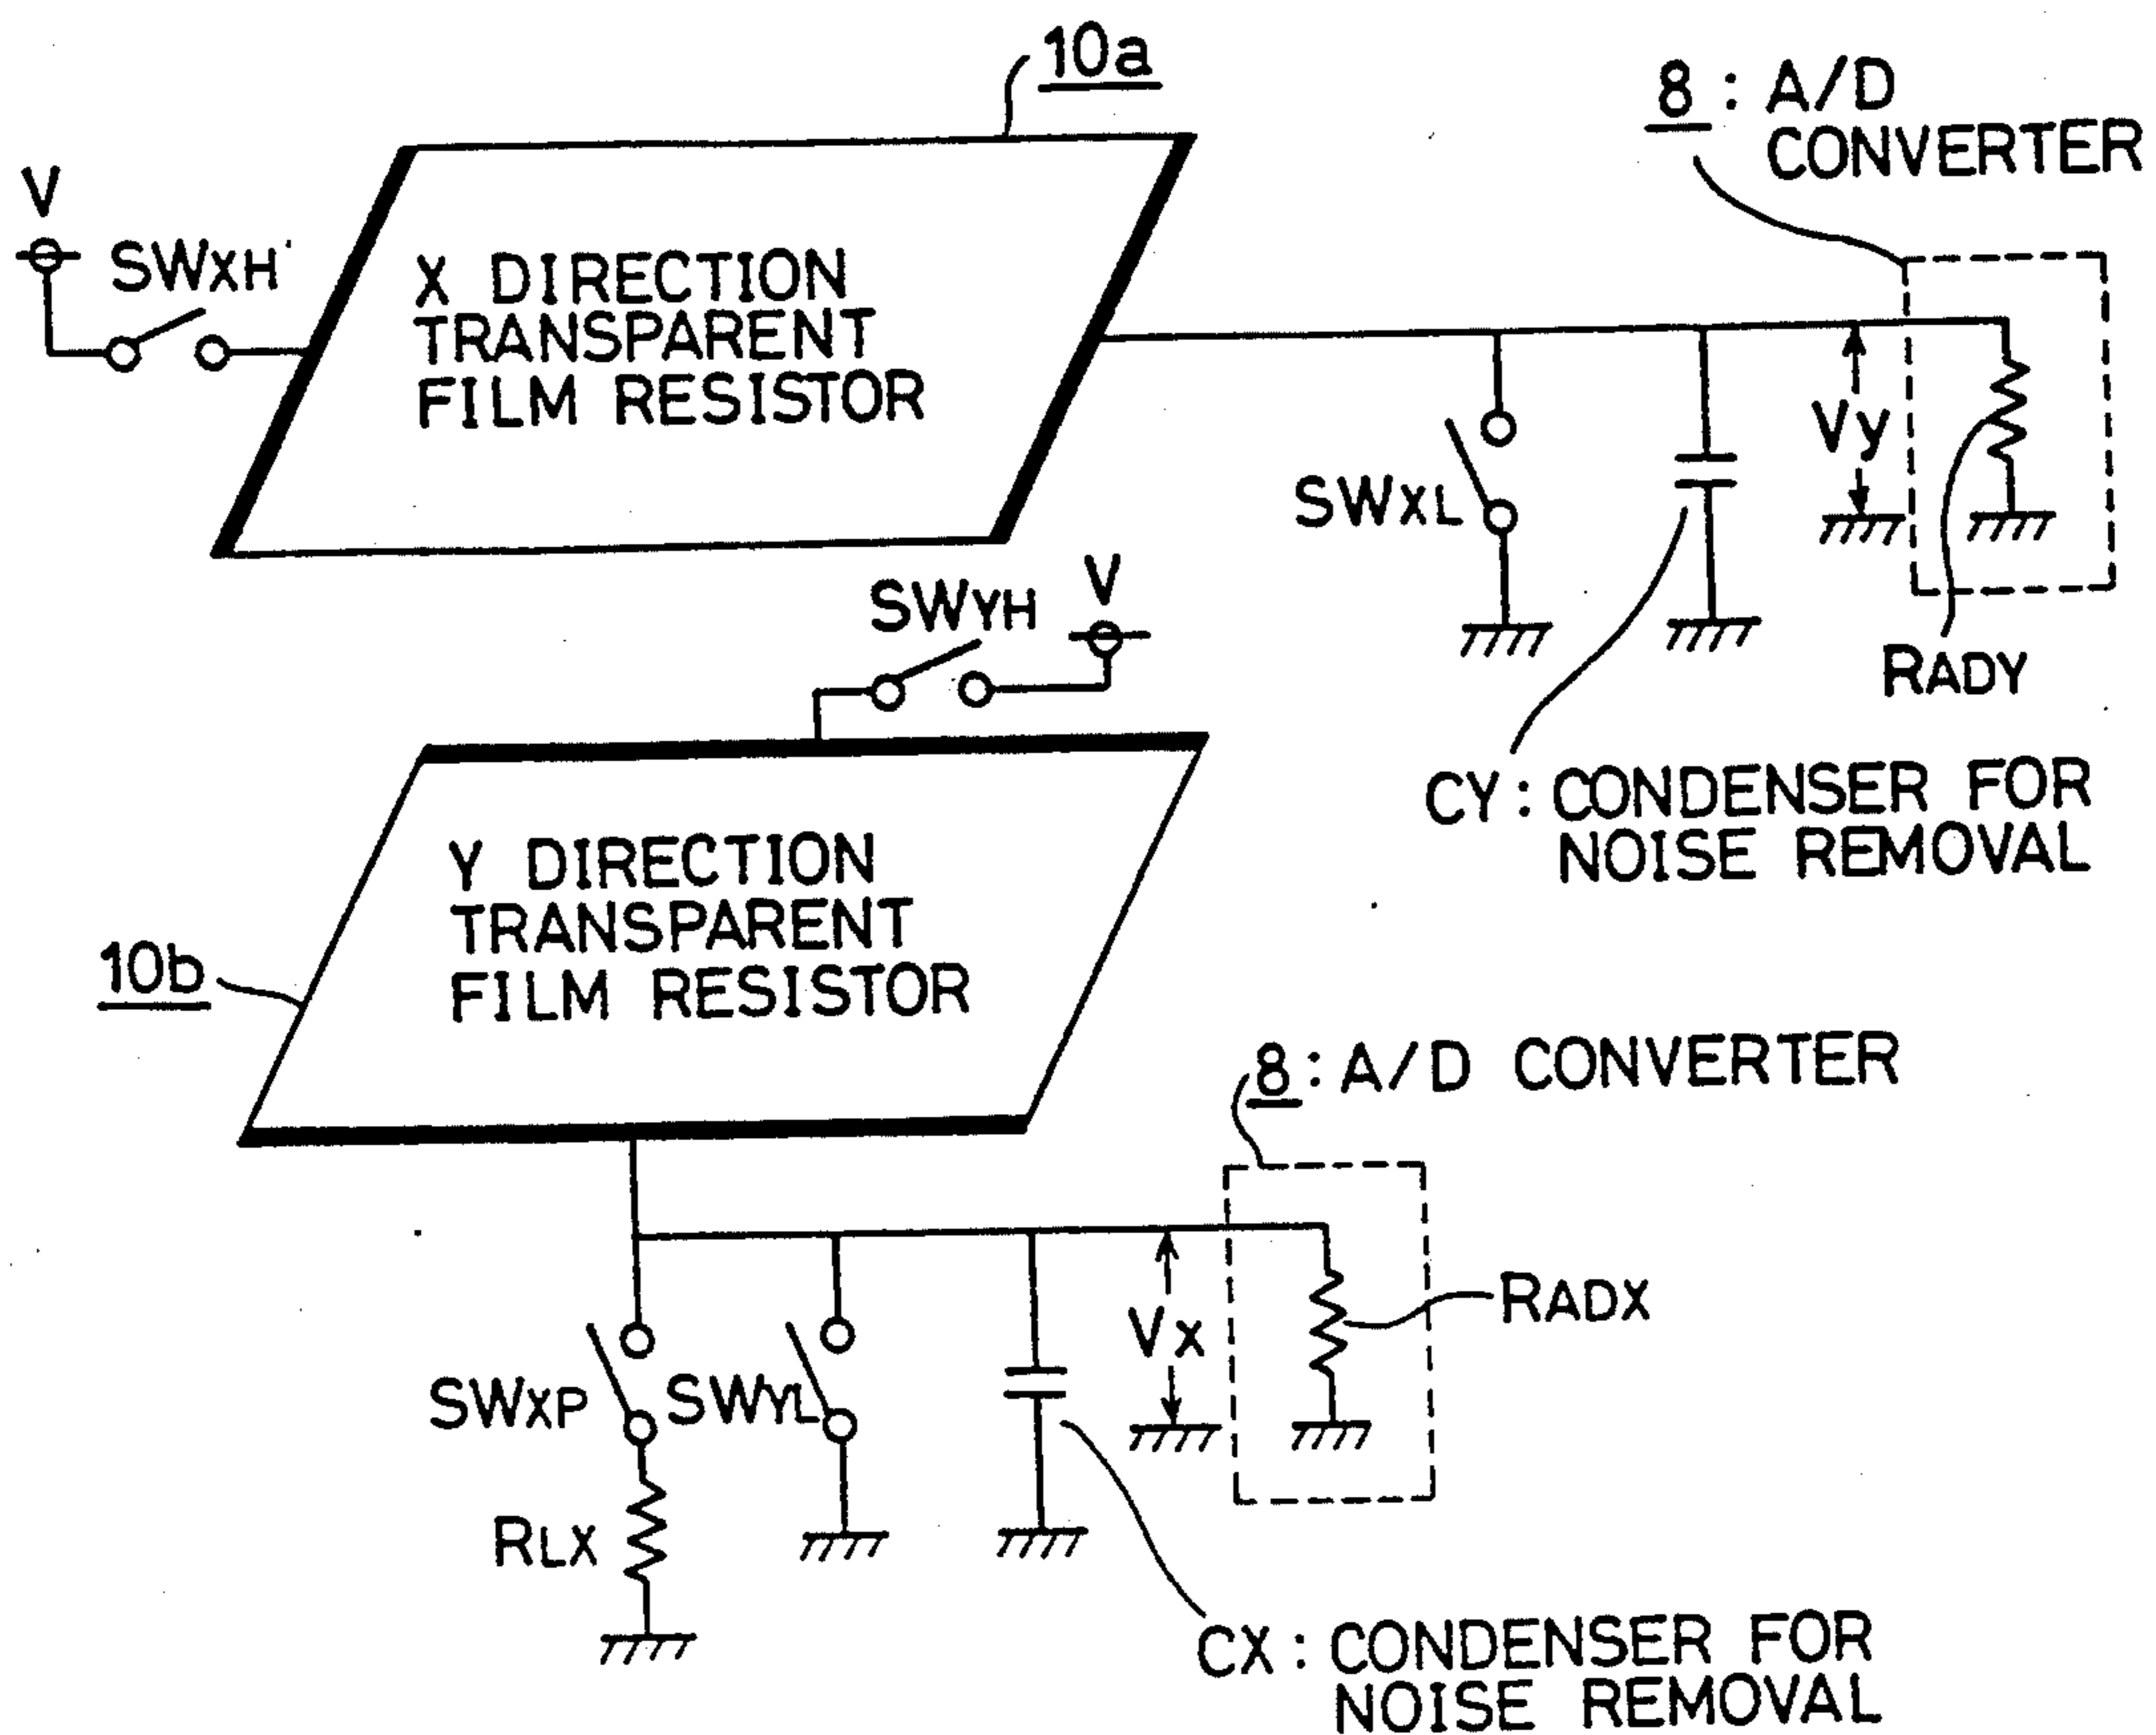 10a
8 : A/D
CONVERTER
V
SWXH
X DIRECTION
TRANSPARENT
FILM RESISTOR
Vy
SWXL
SWYH
V
RADY
CY : CONDENSER FOR
NOISE REMOVAL
Y DIRECTION
TRANSPARENT
FILM RESISTOR
10b
8 : A/D CONVERTER
RADX
Vx
SWXP
SWYL
RLX
CX : CONDENSER FOR
NOISE REMOVAL